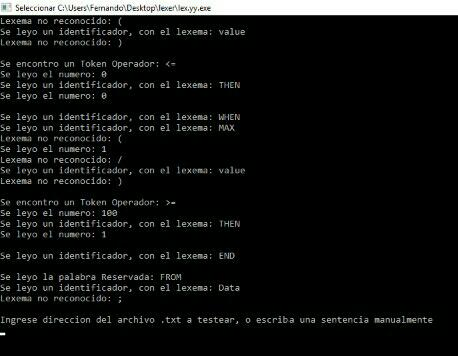 Seleccionar C:\Users\Fernando\Desktop\lexer\lex.yy.exe
Lexema no reconocido: (
Se leyo un identificador, con el lexema: value
Lexema no reconocido: )
Se encontro un Token Operador: <=
Se leyo el numero: 0
Se leyo un identificador, con el lexema: THEN
Se leyo el numero: 0
Se leyo un identificador, con el lexema: WHEN
Se leyo un identificador, con el lexema: MAX
Lexema no reconocido: (
Se leyo el numero: 1
Lexema no reconocido: /
Se leyo un identificador, con el lexema: value
Lexema no reconocido: )
Se encontro un Token Operador: >=
Se leyo el numero: 100
Se leyo un identificador, con el lexema: THEN
Se leyo el numero: 1
Se leyo un identificador, con el lexema: END
Se leyo la palabra Reservada: FROM
Se leyo un identificador, con el lexema: Data
Lexema no reconocido: ;
Ingrese direccion del archivo .txt a testear, o escriba una sentencia manualmente